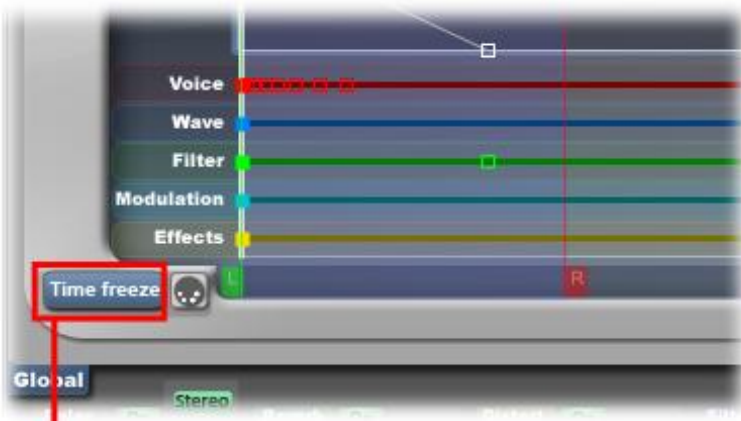 Voice
Wave
Filter
Modulation
Effects
L
R
Time freeze
Global
Stereo